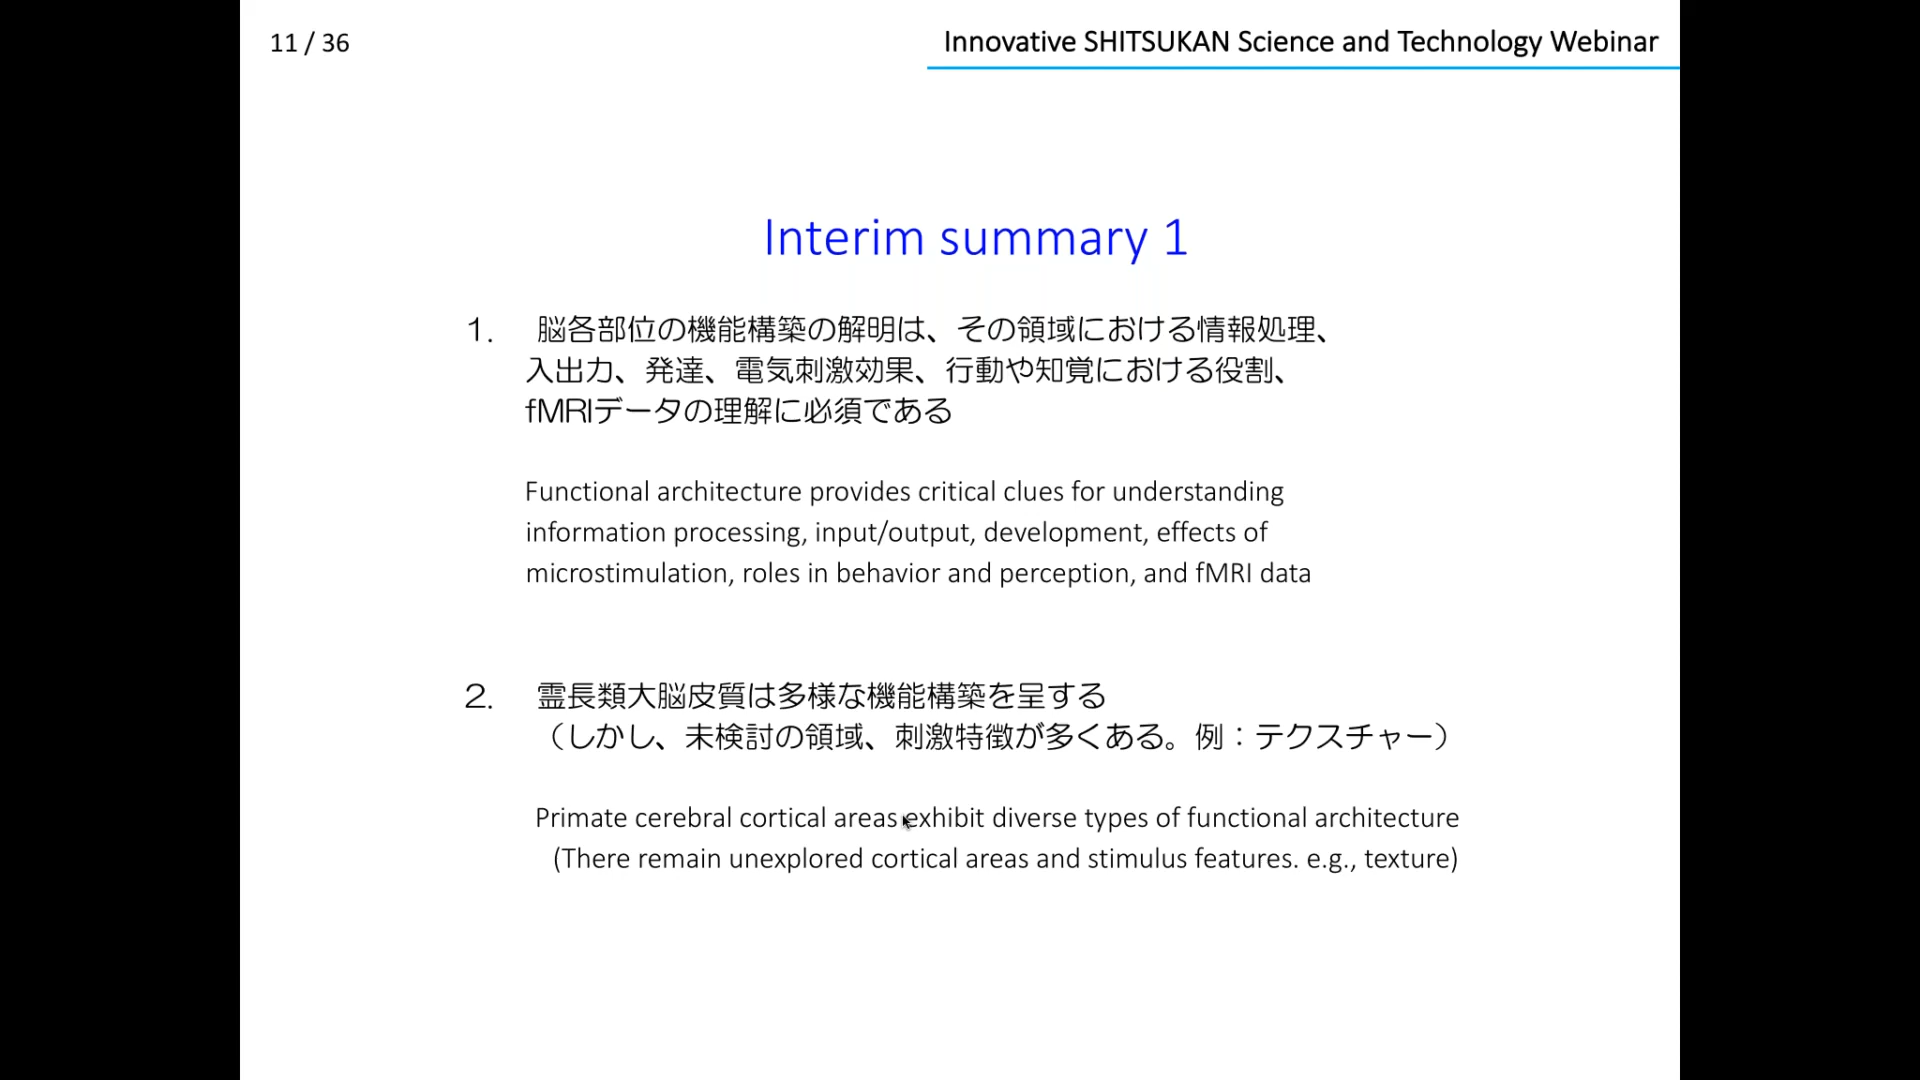 11 / 36
Innovative SHITSUKAN Science and Technology Webinar
Interim summary 1
1. 脳各部位の機能構築の解明は、その領域における情報処理、
入出力、発達、電気刺激効果、行動や知覚における役割、
fMRIデータの理解に必須である
Functional architecture provides critical clues for understanding
information processing, input/output, development, effects of
microstimulation, roles in behavior and perception, and fMRI data
2. 霊長類大脳皮質は多様な機能構築を呈する
（しかし、未検討の領域、刺激特徴が多くある。例：テクスチャー）
Primate cerebral cortical areas exhibit diverse types of functional architecture
(There remain unexplored cortical areas and stimulus features. e.g., texture)